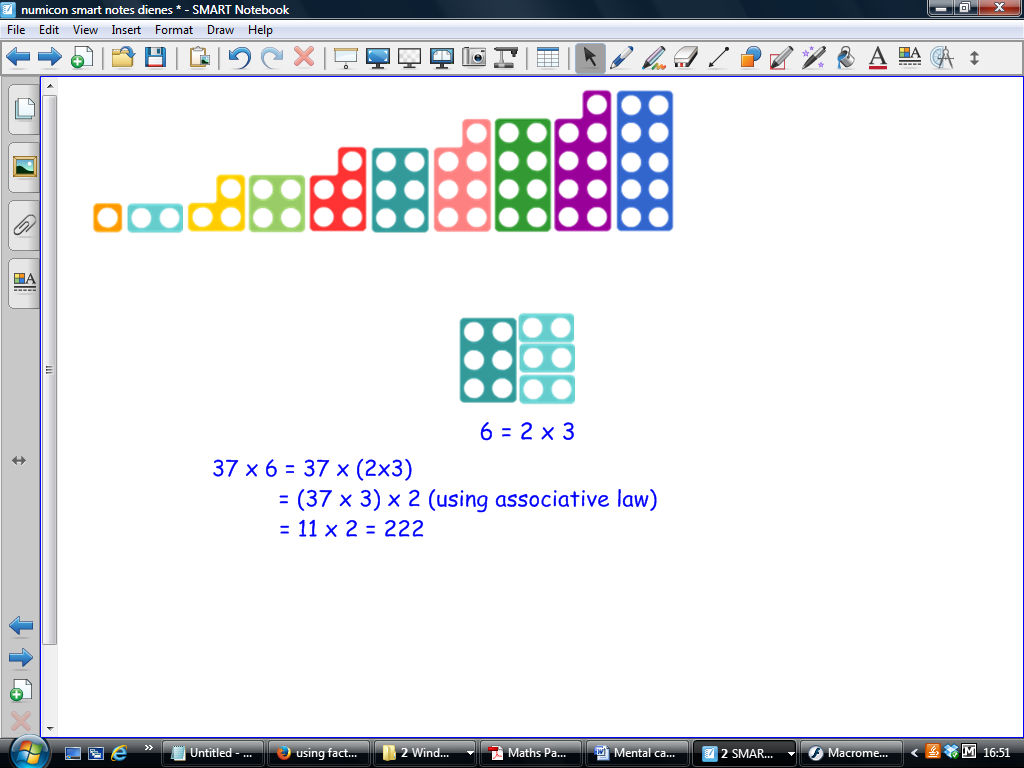 numicon smart notes dienes * - SMART Notebook
File Edit View Insert Format Draw Help
6 = 2 x 3
37 x 6 = 37 x (2x3)
= (37 x 3) x 2 (using associative law)
= 11 x 2 = 222
Untitled - ... using fact... 2 Wind... Maths Pa... Mental ca... 2 SMAR... Macrome... 16:51